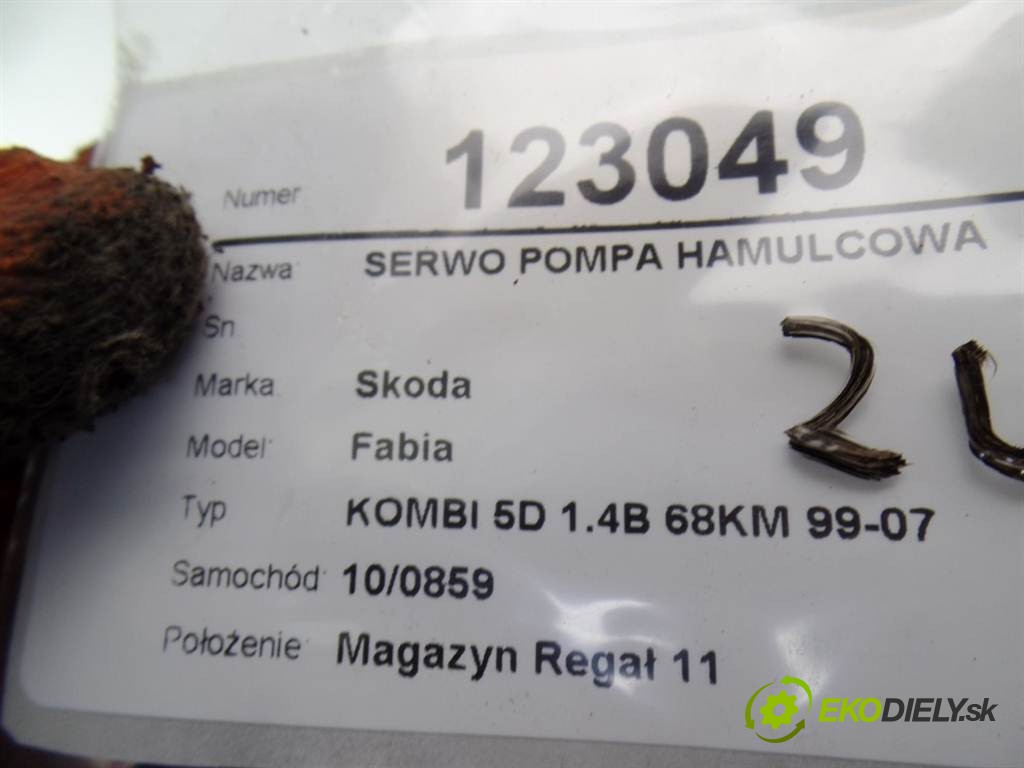 Numer 123049
Nazwa SERWO POMPA HAMULCOWA
Sn
Marka Skoda
Model: Fabia
Typ KOMBI 5D 1.4B 68KM 99-07
Samochód: 10/0859
Położenie: Magazyn Regał 11
2
EKODIELY.sk